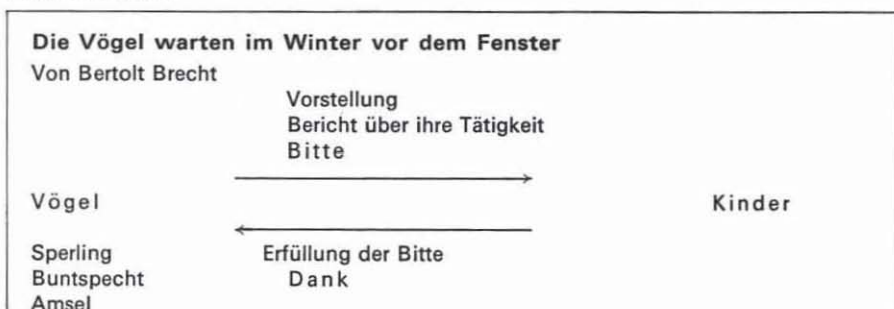 Die Vögel warten im Winter vor dem Fenster
Von Bertolt Brecht
Vorstellung
Bericht über ihre Tätigkeit
Bitte
Vögel Kinder
Sperling Erfüllung der Bitte
Buntspecht Dank
Amsel